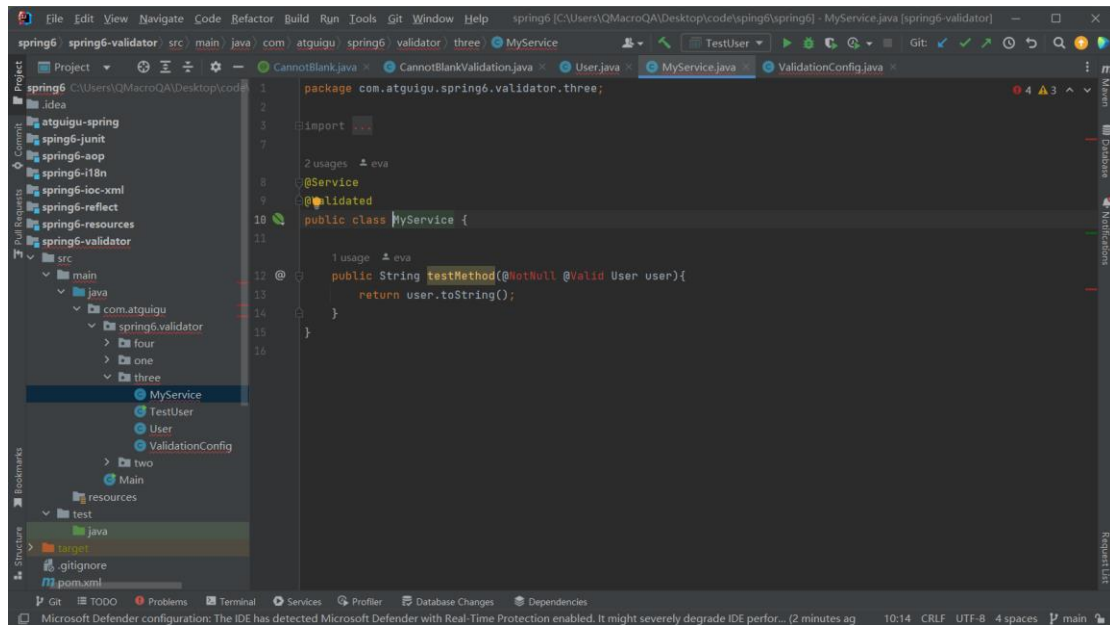 File Edit View Navigate Code Refactor Build Run Tools Git Window Help spring6 [C:\Users\QMacroQA\Desktop\code\sping6\spring6] - MyService.java [spring6-validator]
spring6 spring6-validator src main java com atguigu spring6 validator three MyService TestUser Git:
Project CannotBlank.java CannotBlankValidation.java User.java MyService.java ValidationConfig.java
spring6 C:\Users\QMacroQA\Desktop\code\
.idea
atguigu-spring
sping6-junit
spring6-aop
spring6-i18n
spring6-ioc-xml
spring6-reflect
spring6-resources
spring6-validator
src
main
java
com.atguigu
spring6.validator
four
one
three
MyService
TestUser
User
ValidationConfig
two
Main
resources
test
java
target
.gitignore
pom.xml
1 package com.atguigu.spring6.validator.three;
2
3 import ...
7
2 usages eva
8 @Service
9 @Validated
10 public class MyService {
11
1 usage eva
12 @ public String testMethod(@NotNull @Valid User user){
13 return user.toString();
14 }
15 }
16
4 3
Project
Commit
Pull Requests
Bookmarks
Structure
Maven
Database
Notifications
Request List
Git TODO Problems Terminal Services Profiler Database Changes Dependencies
Microsoft Defender configuration: The IDE has detected Microsoft Defender with Real-Time Protection enabled. It might severely degrade IDE perfor... (2 minutes ag 10:14 CRLF UTF-8 4 spaces main